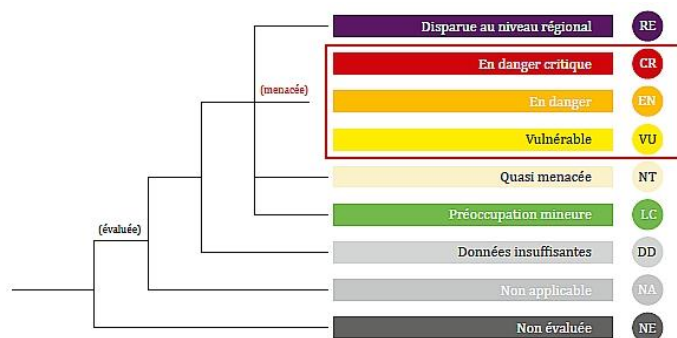 Disparue au niveau régional RE
En danger critique CR
(menacée)
En danger EN
Vulnérable VU
Quasi menacée NT
Préoccupation mineure LC
(évaluée)
Données insuffisantes DD
Non applicable NA
Non évaluée NE